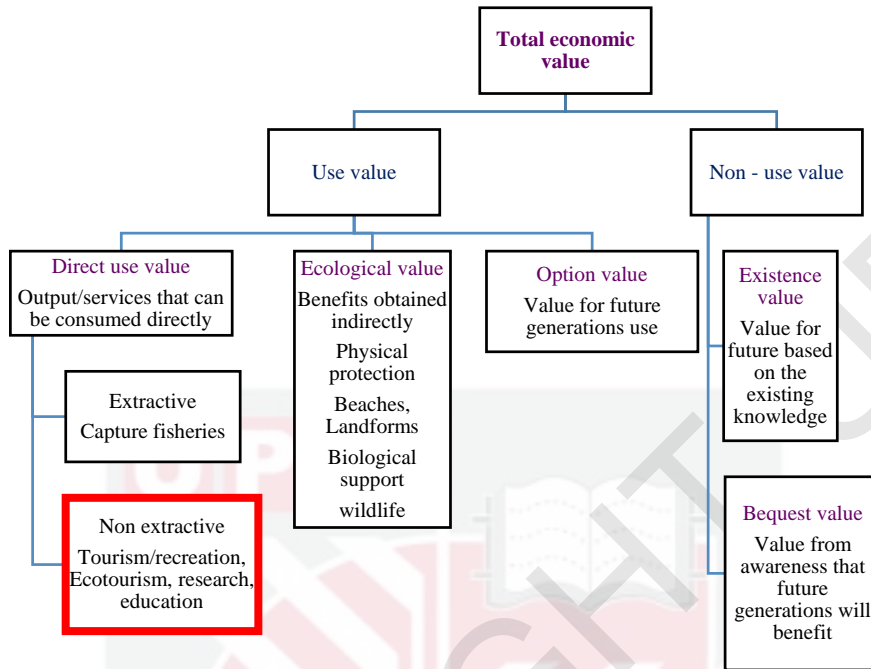 Total economic
value
Use value
Non - use value
Direct use value
Output/services that can
be consumed directly
Ecological value
Benefits obtained
indirectly
Physical
protection
Beaches,
Landforms
Biological
support
wildlife
Option value
Value for future
generations use
Existence
value
Value for
future based
on the
existing
knowledge
Extractive
Capture fisheries
Non extractive
Tourism/recreation,
Ecotourism, research,
education
Bequest value
Value from
awareness that
future
generations will
benefit